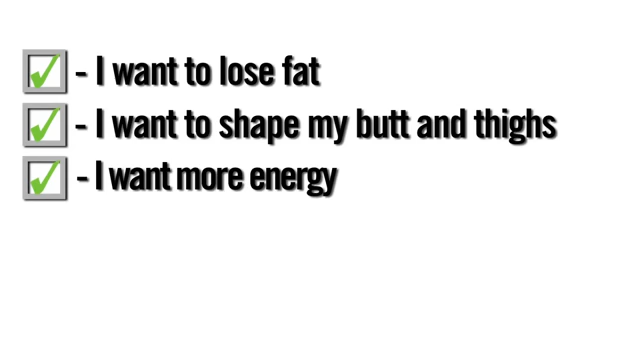 - I want to lose fat
- I want to shape my butt and thighs
- I want more energy